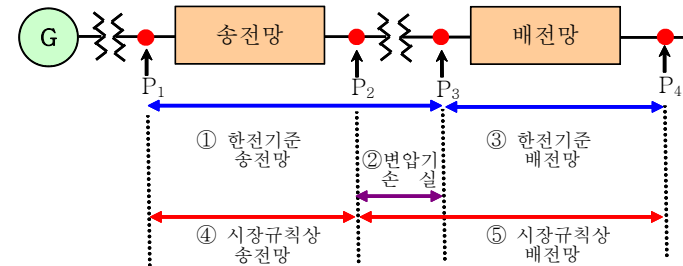 G
송전망
배전망
P1
P2
P3
P4
① 한전기준
송전망
②변압기
손 실
③ 한전기준
배전망
④ 시장규칙상
송전망
⑤ 시장규칙상
배전망